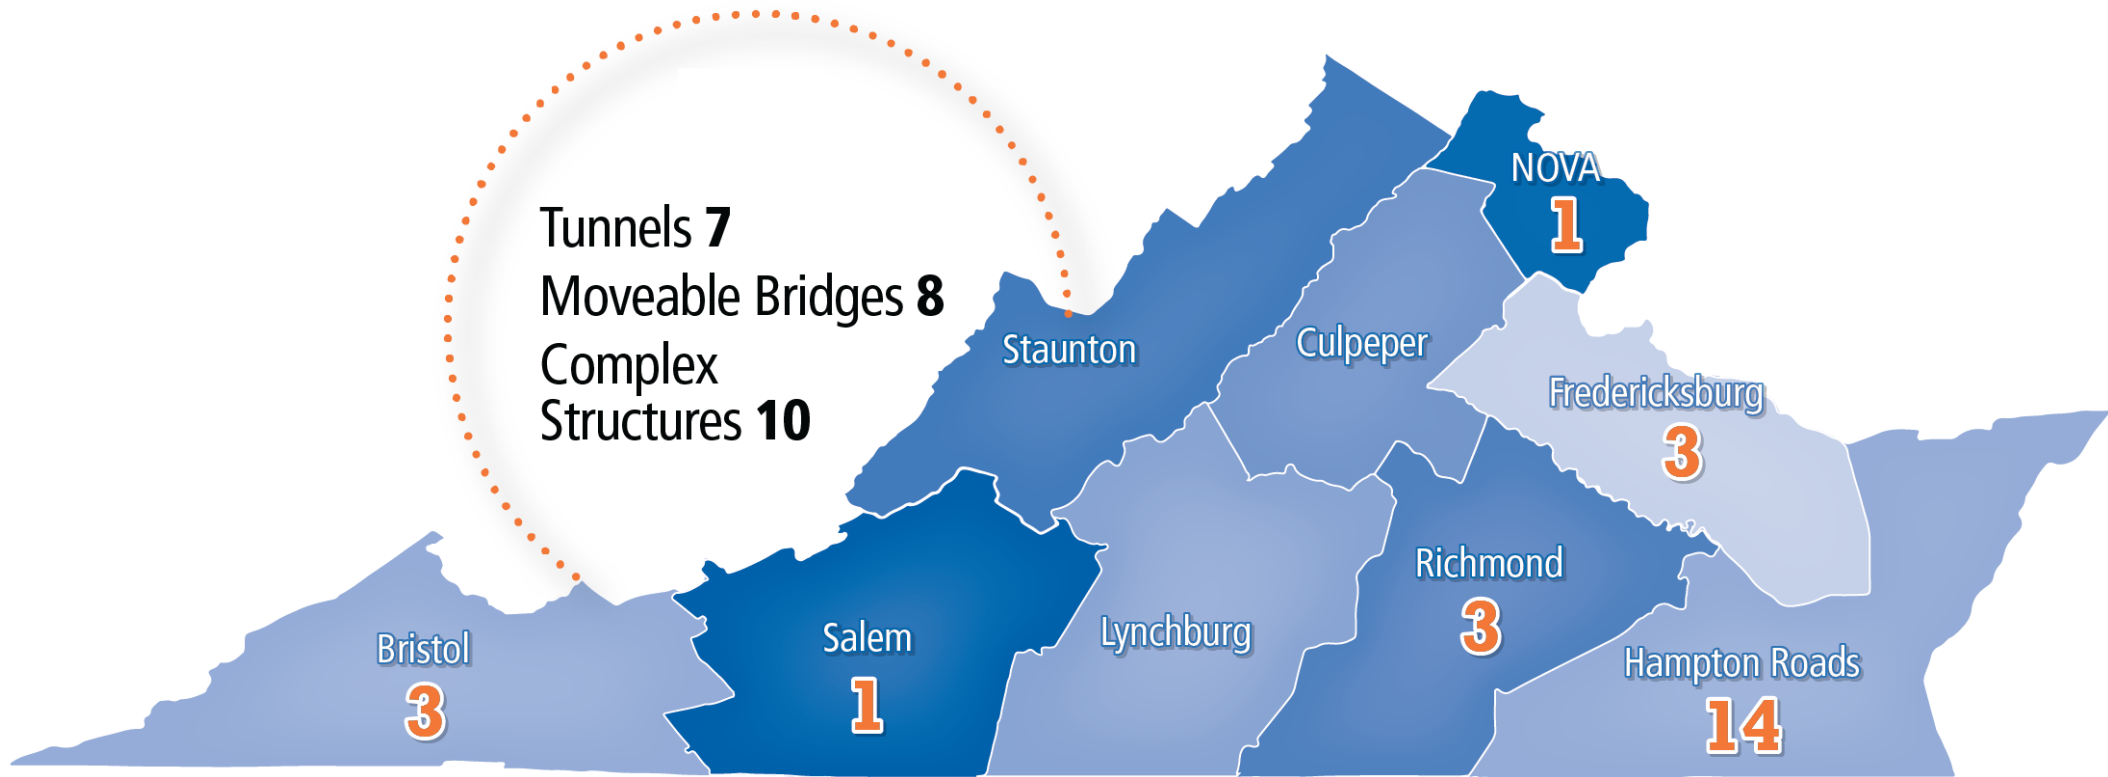 Tunnels 7
Moveable Bridges 8
Complex
Structures 10
NOVA
1
Staunton
Culpeper
Fredericksburg
3
Richmond
3
Bristol
3
Salem
1
Lynchburg
Hampton Roads
14